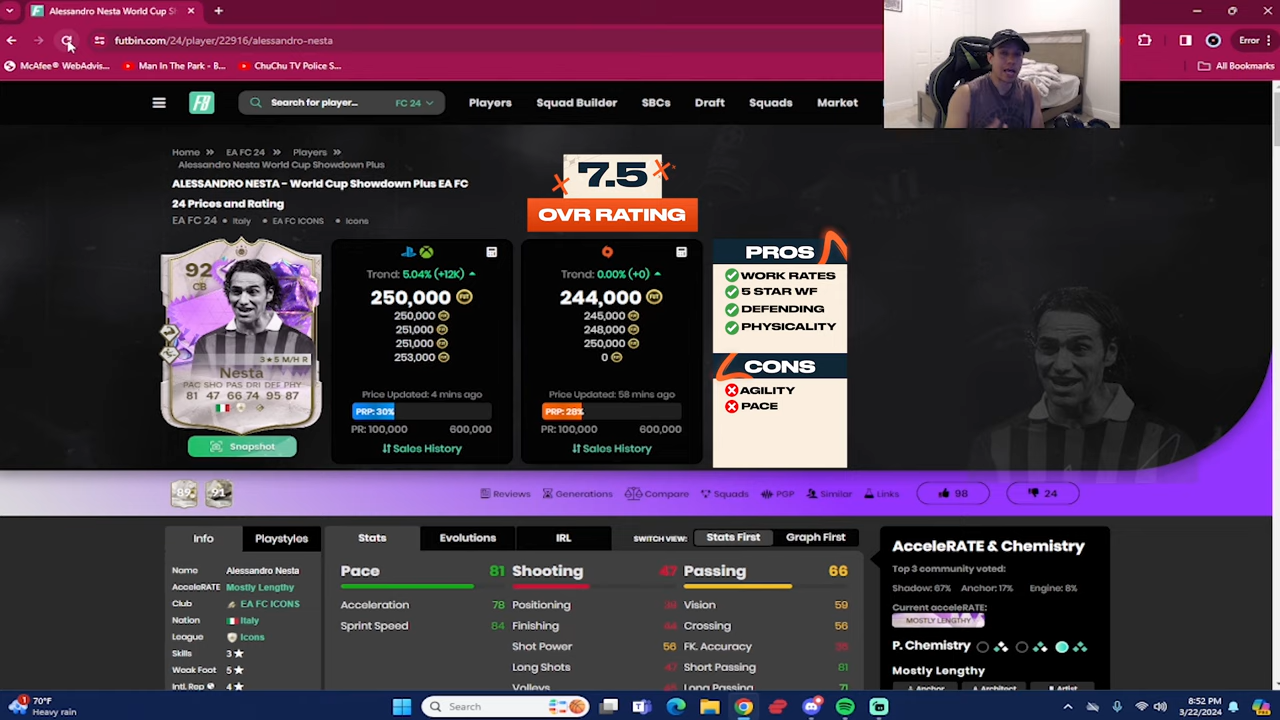 Alessandro Nesta World Cup S
futbin.com/24/player/22916/alessandro-nesta
Error
McAfee® WebAdvis...
Man In The Park - B...
ChuChu TV Police S...
All Bookmarks
FB
Search for player...
FC 24
Players
Squad Builder
SBCs
Draft
Squads
Market
Home
EA FC 24
Players
Alessandro Nesta World Cup Showdown Plus
ALESSANDRO NESTA - World Cup Showdown Plus EA FC
24 Prices and Rating
EA FC 24 • Italy • EA FC ICONS • Icons
7.5
OVR RATING
92
CB
3★5 M/H R
Nesta
PAC SHO PAS DRI DEF PHY
81 47 66 74 95 87
Snapshot
Trend: 5.04% (+12K)
250,000
250,000
251,000
251,000
253,000
Price Updated: 4 mins ago
PRP: 30%
PR: 100,000 600,000
Sales History
Trend: 0.00% (+0)
244,000
245,000
248,000
250,000
0
Price Updated: 58 mins ago
PRP: 28%
PR: 100,000 600,000
Sales History
PROS
WORK RATES
5 STAR WF
DEFENDING
PHYSICALITY
CONS
AGILITY
PACE
89
91
Reviews
Generations
Compare
Squads
PGP
Similar
Links
98
24
Info
Playstyles
Stats
Evolutions
IRL
SWITCH VIEW:
Stats First
Graph First
Name Alessandro Nesta
AcceleRATE Mostly Lengthy
Club EA FC ICONS
Nation Italy
League Icons
Skills 3★
Weak Foot 5★
Intl. Rep 4★
Pace 81
Acceleration 78
Sprint Speed 84
Shooting 47
Positioning
Finishing
Shot Power 56
Long Shots 47
Volleys
Passing 66
Vision 59
Crossing 56
FK. Accuracy
Short Passing 81
Long Passing 71
AcceleRATE & Chemistry
Top 3 community voted:
Shadow: 67% Anchor: 17% Engine: 8%
Current acceleRATE:
MOSTLY LENGTHY
P. Chemistry
Mostly Lengthy
Anchor
Architect
Artist
1
70°F
Heavy rain
Search
8:52 PM
3/22/2024